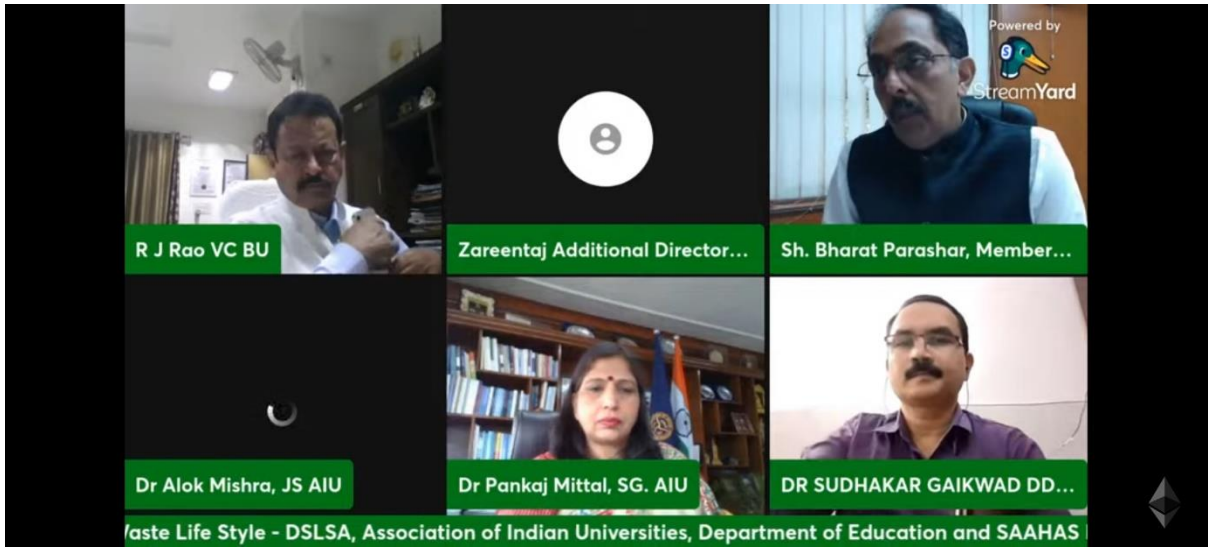 Powered by
StreamYard
R J Rao VC BU
Zareentaj Additional Director...
Sh. Bharat Parashar, Member...
Dr Alok Mishra, JS AIU
Dr Pankaj Mittal, SG. AIU
DR SUDHAKAR GAIKWAD DD...
Life Style - DSLSA, Association of Indian Universities, Department of Education and SAAHAS